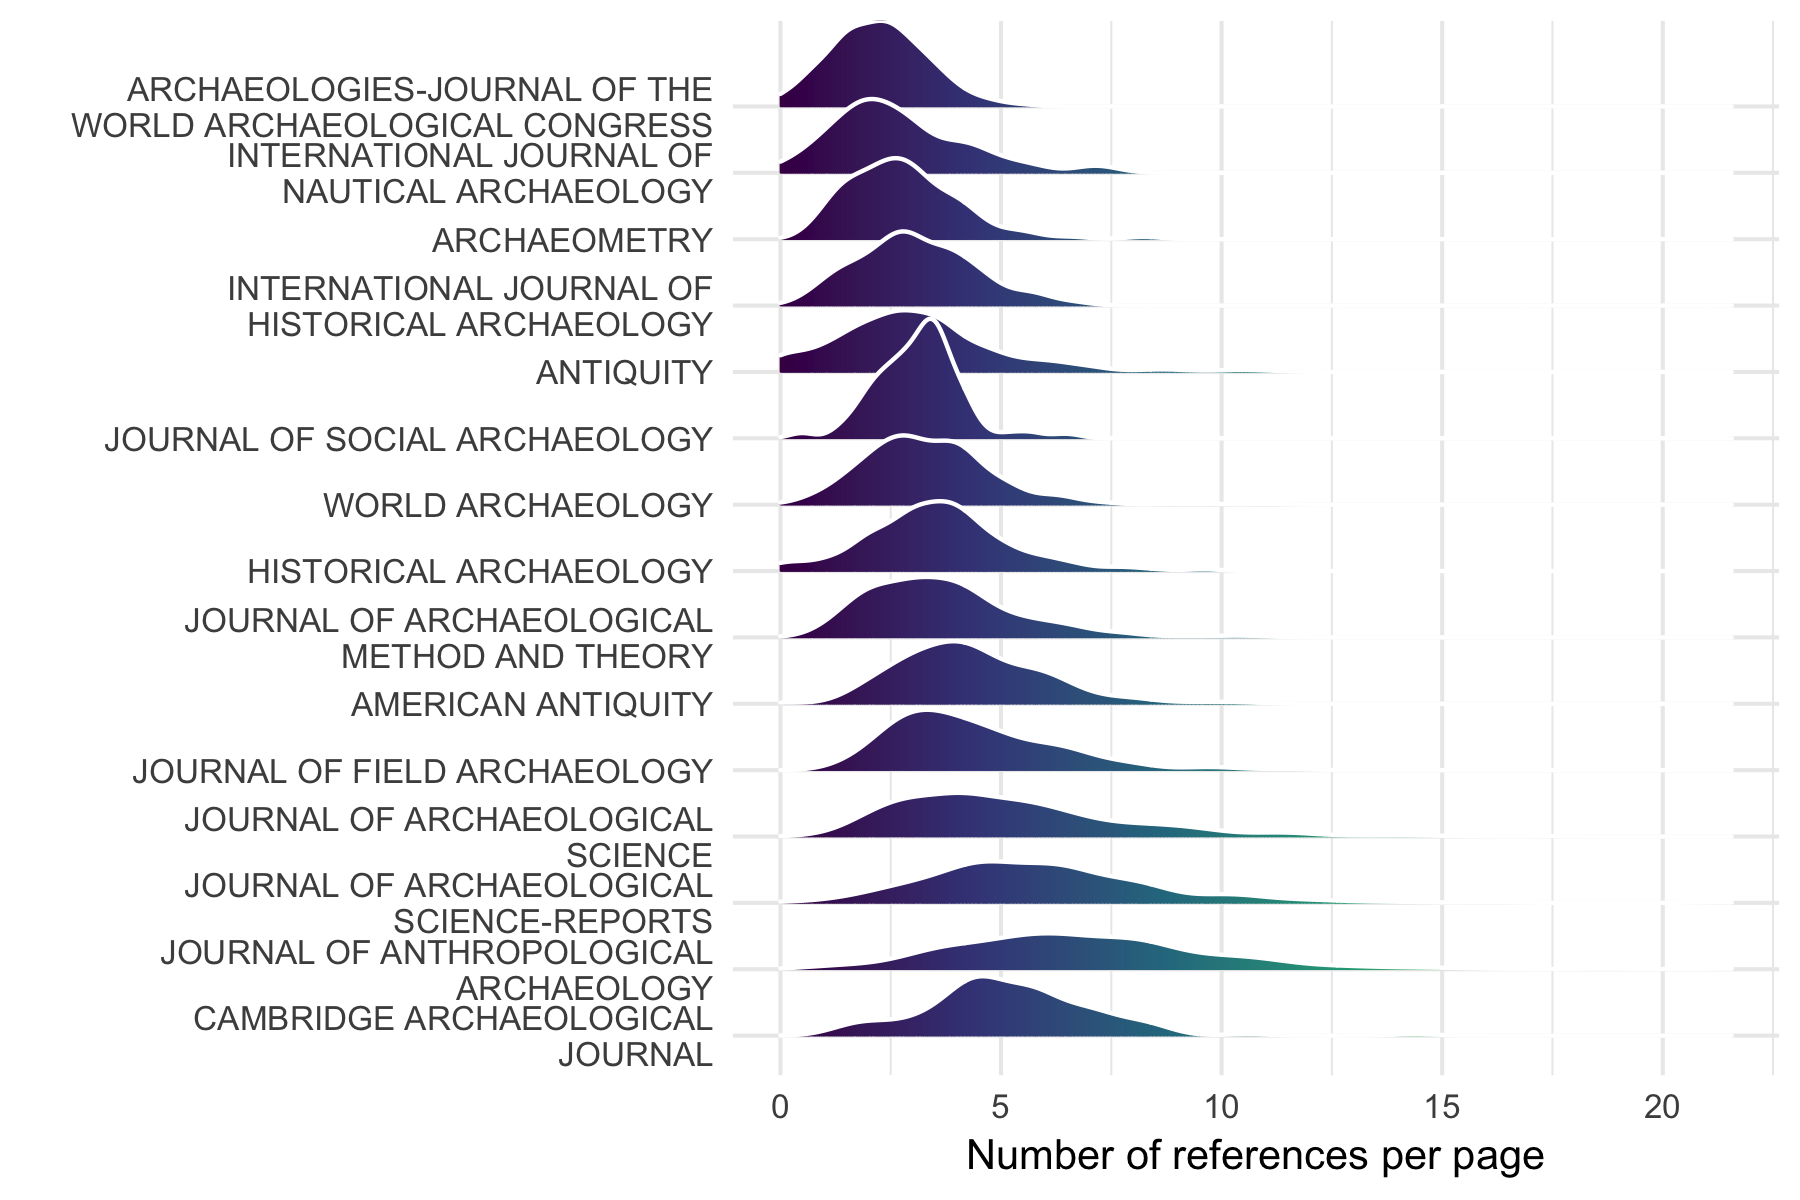 ARCHAEOLOGIES-JOURNAL OF THE
WORLD ARCHAEOLOGICAL CONGRESS
INTERNATIONAL JOURNAL OF
NAUTICAL ARCHAEOLOGY
ARCHAEOMETRY
INTERNATIONAL JOURNAL OF
HISTORICAL ARCHAEOLOGY
ANTIQUITY
JOURNAL OF SOCIAL ARCHAEOLOGY
WORLD ARCHAEOLOGY
HISTORICAL ARCHAEOLOGY
JOURNAL OF ARCHAEOLOGICAL
METHOD AND THEORY
AMERICAN ANTIQUITY
JOURNAL OF FIELD ARCHAEOLOGY
JOURNAL OF ARCHAEOLOGICAL
SCIENCE
JOURNAL OF ARCHAEOLOGICAL
SCIENCE-REPORTS
JOURNAL OF ANTHROPOLOGICAL
ARCHAEOLOGY
CAMBRIDGE ARCHAEOLOGICAL
JOURNAL
0 5 10 15 20
Number of references per page